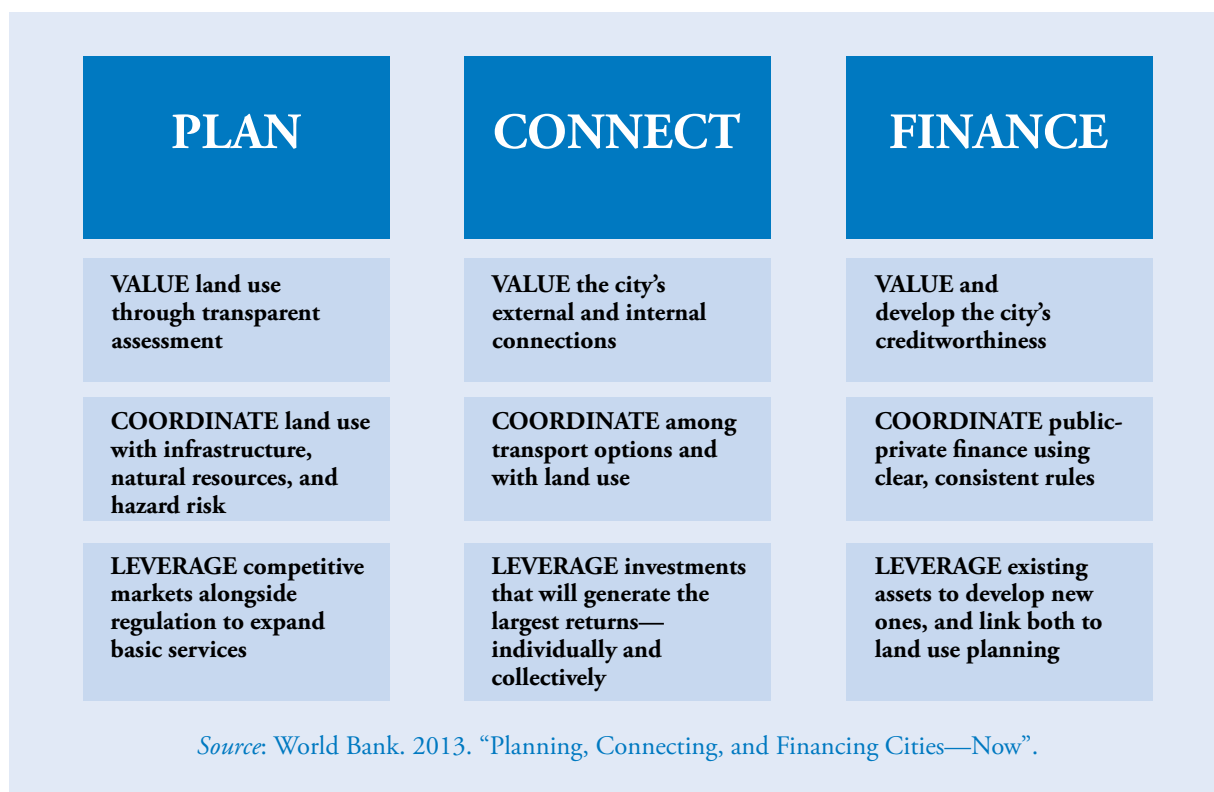 PLAN
CONNECT
FINANCE
VALUE land use
through transparent
assessment
VALUE the city’s
external and internal
connections
VALUE and
develop the city’s
creditworthiness
COORDINATE land use
with infrastructure,
natural resources, and
hazard risk
COORDINATE among
transport options and
with land use
COORDINATE public-
private finance using
clear, consistent rules
LEVERAGE competitive
markets alongside
regulation to expand
basic services
LEVERAGE investments
that will generate the
largest returns—
individually and
collectively
LEVERAGE existing
assets to develop new
ones, and link both to
land use planning
Source: World Bank. 2013. “Planning, Connecting, and Financing Cities—Now”.